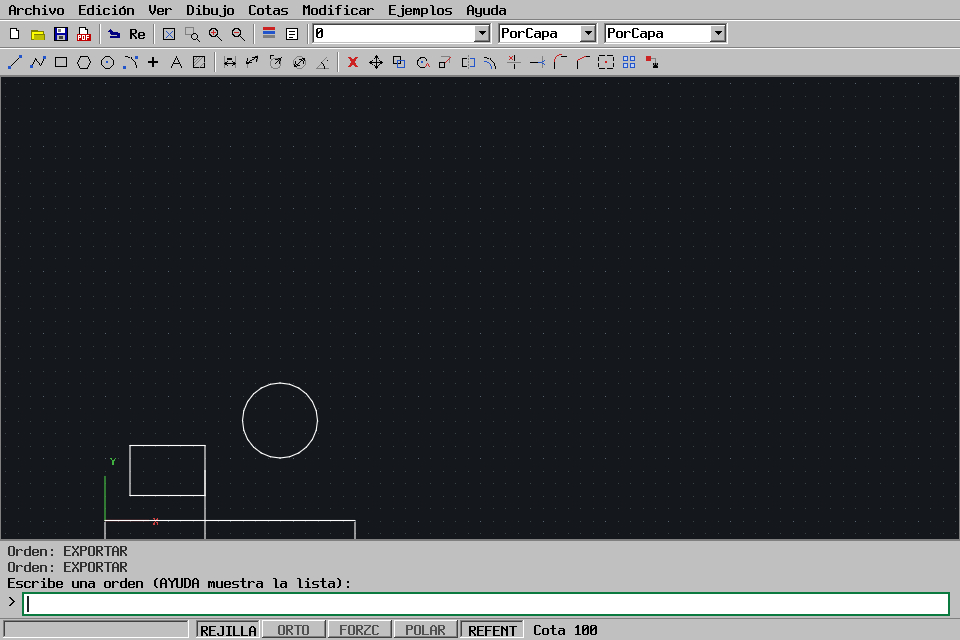 Archivo Edición Ver Dibujo Cotas Modificar Ejemplos Ayuda
PDF Re 0 PorCapa PorCapa
Y
X
Orden: EXPORTAR
Orden: EXPORTAR
Escribe una orden (AYUDA muestra la lista):
>
REJILLA ORTO FORZC POLAR REFENT Cota 100